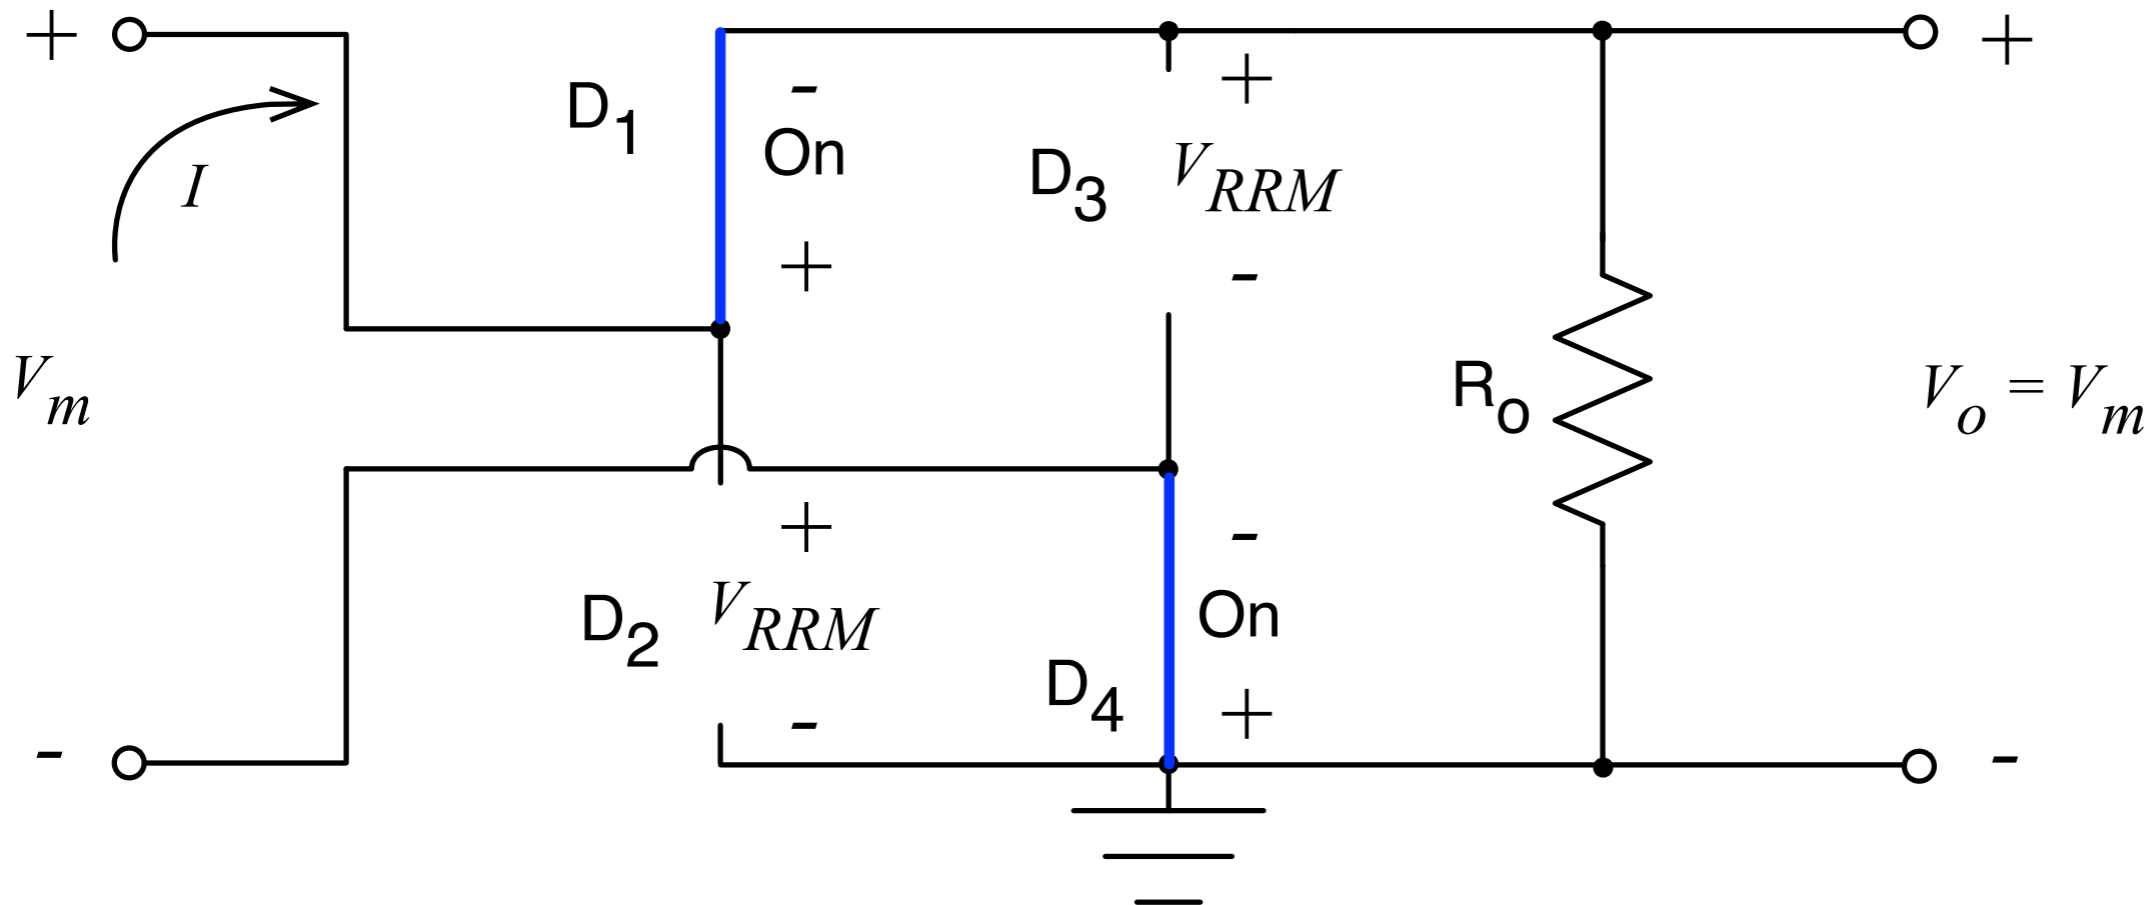 +
+
D1
-
On
+
D3
+
VRRM
-
I
Vm
Ro
Vo = Vm
+
VRRM
-
D2
-
On
+
D4
-
-